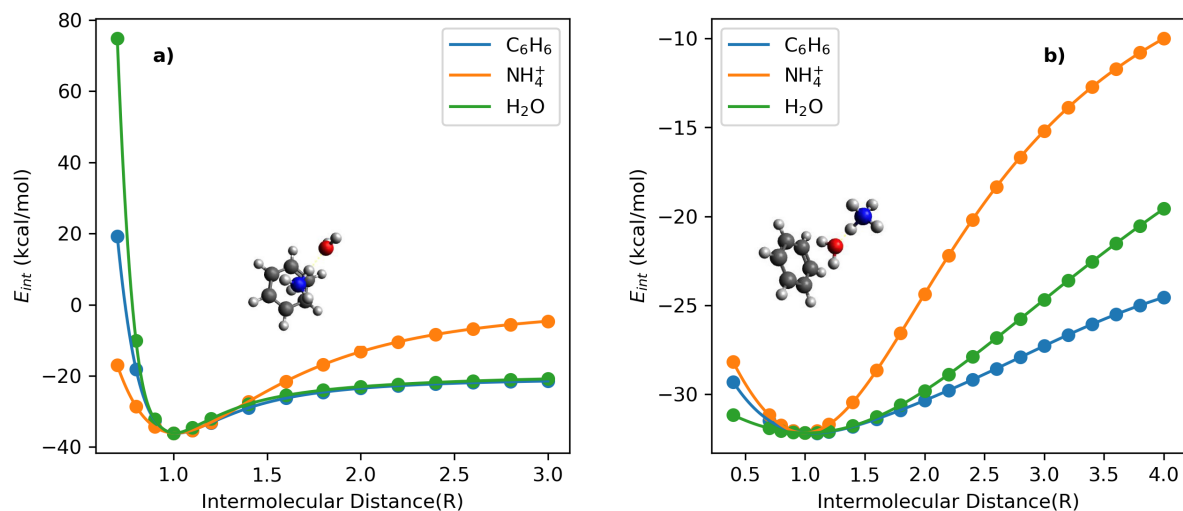 a)
C₆H₆
NH₄⁺
H₂O
80
60
40
20
0
−20
−40
E_int (kcal/mol)
1.0 1.5 2.0 2.5 3.0
Intermolecular Distance(R)
b)
C₆H₆
NH₄⁺
H₂O
−10
−15
−20
−25
−30
E_int (kcal/mol)
0.5 1.0 1.5 2.0 2.5 3.0 3.5 4.0
Intermolecular Distance(R)